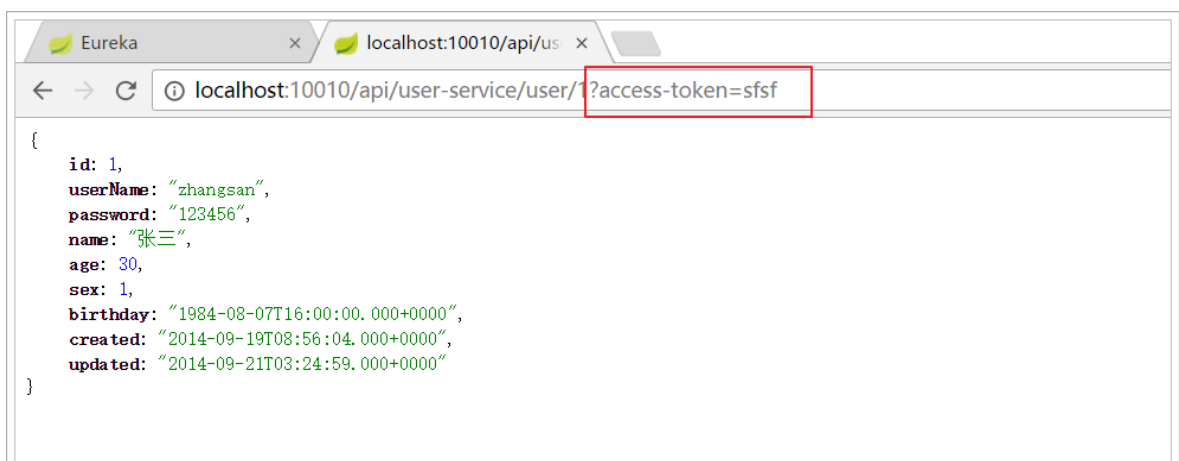 Eureka
localhost:10010/api/us
localhost:10010/api/user-service/user/1?access-token=sfsf
{
id: 1,
userName: "zhangsan",
password: "123456",
name: "张三",
age: 30,
sex: 1,
birthday: "1984-08-07T16:00:00.000+0000",
created: "2014-09-19T08:56:04.000+0000",
updated: "2014-09-21T03:24:59.000+0000"
}